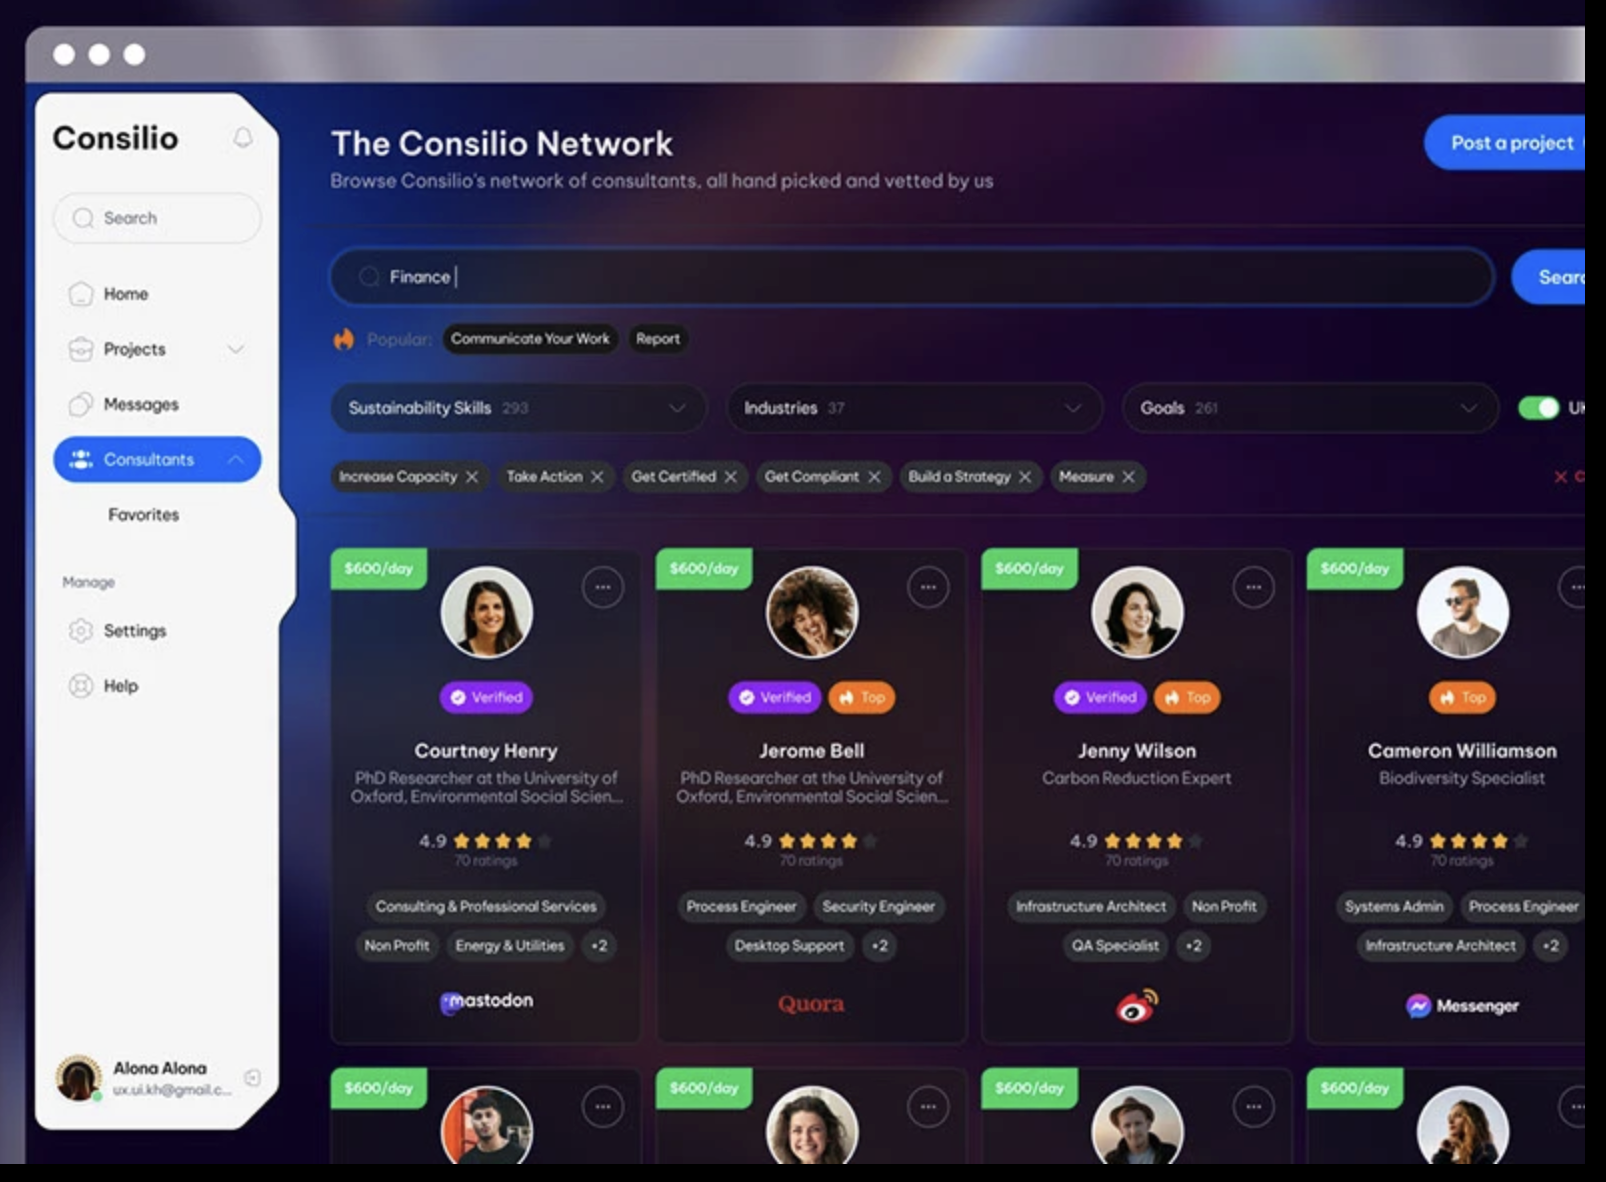 Consilio
Search
Home
Projects
Messages
Consultants
Favorites
Manage
Settings
Help
Alona Alona
ux.ui.kh@gmail.c...
The Consilio Network
Browse Consilio's network of consultants, all hand picked and vetted by us
Post a project
Finance
Popular: Communicate Your Work Report
Sustainability Skills 293 Industries 37 Goals 261
Increase Capacity Take Action Get Certified Get Compliant Build a Strategy Measure
$600/day $600/day $600/day $600/day
Verified Verified Top Verified Top Top
Courtney Henry
PhD Researcher at the University of
Oxford, Environmental Social Scien...
4.9
70 ratings
Consulting & Professional Services
Non Profit Energy & Utilities +2
mastodon
Jerome Bell
PhD Researcher at the University of
Oxford, Environmental Social Scien...
4.9
70 ratings
Process Engineer Security Engineer
Desktop Support +2
Quora
Jenny Wilson
Carbon Reduction Expert
4.9
70 ratings
Infrastructure Architect Non Profit
QA Specialist +2
Cameron Williamson
Biodiversity Specialist
4.9
70 ratings
Systems Admin Process Engineer
Infrastructure Architect +2
Messenger
$600/day $600/day $600/day $600/day